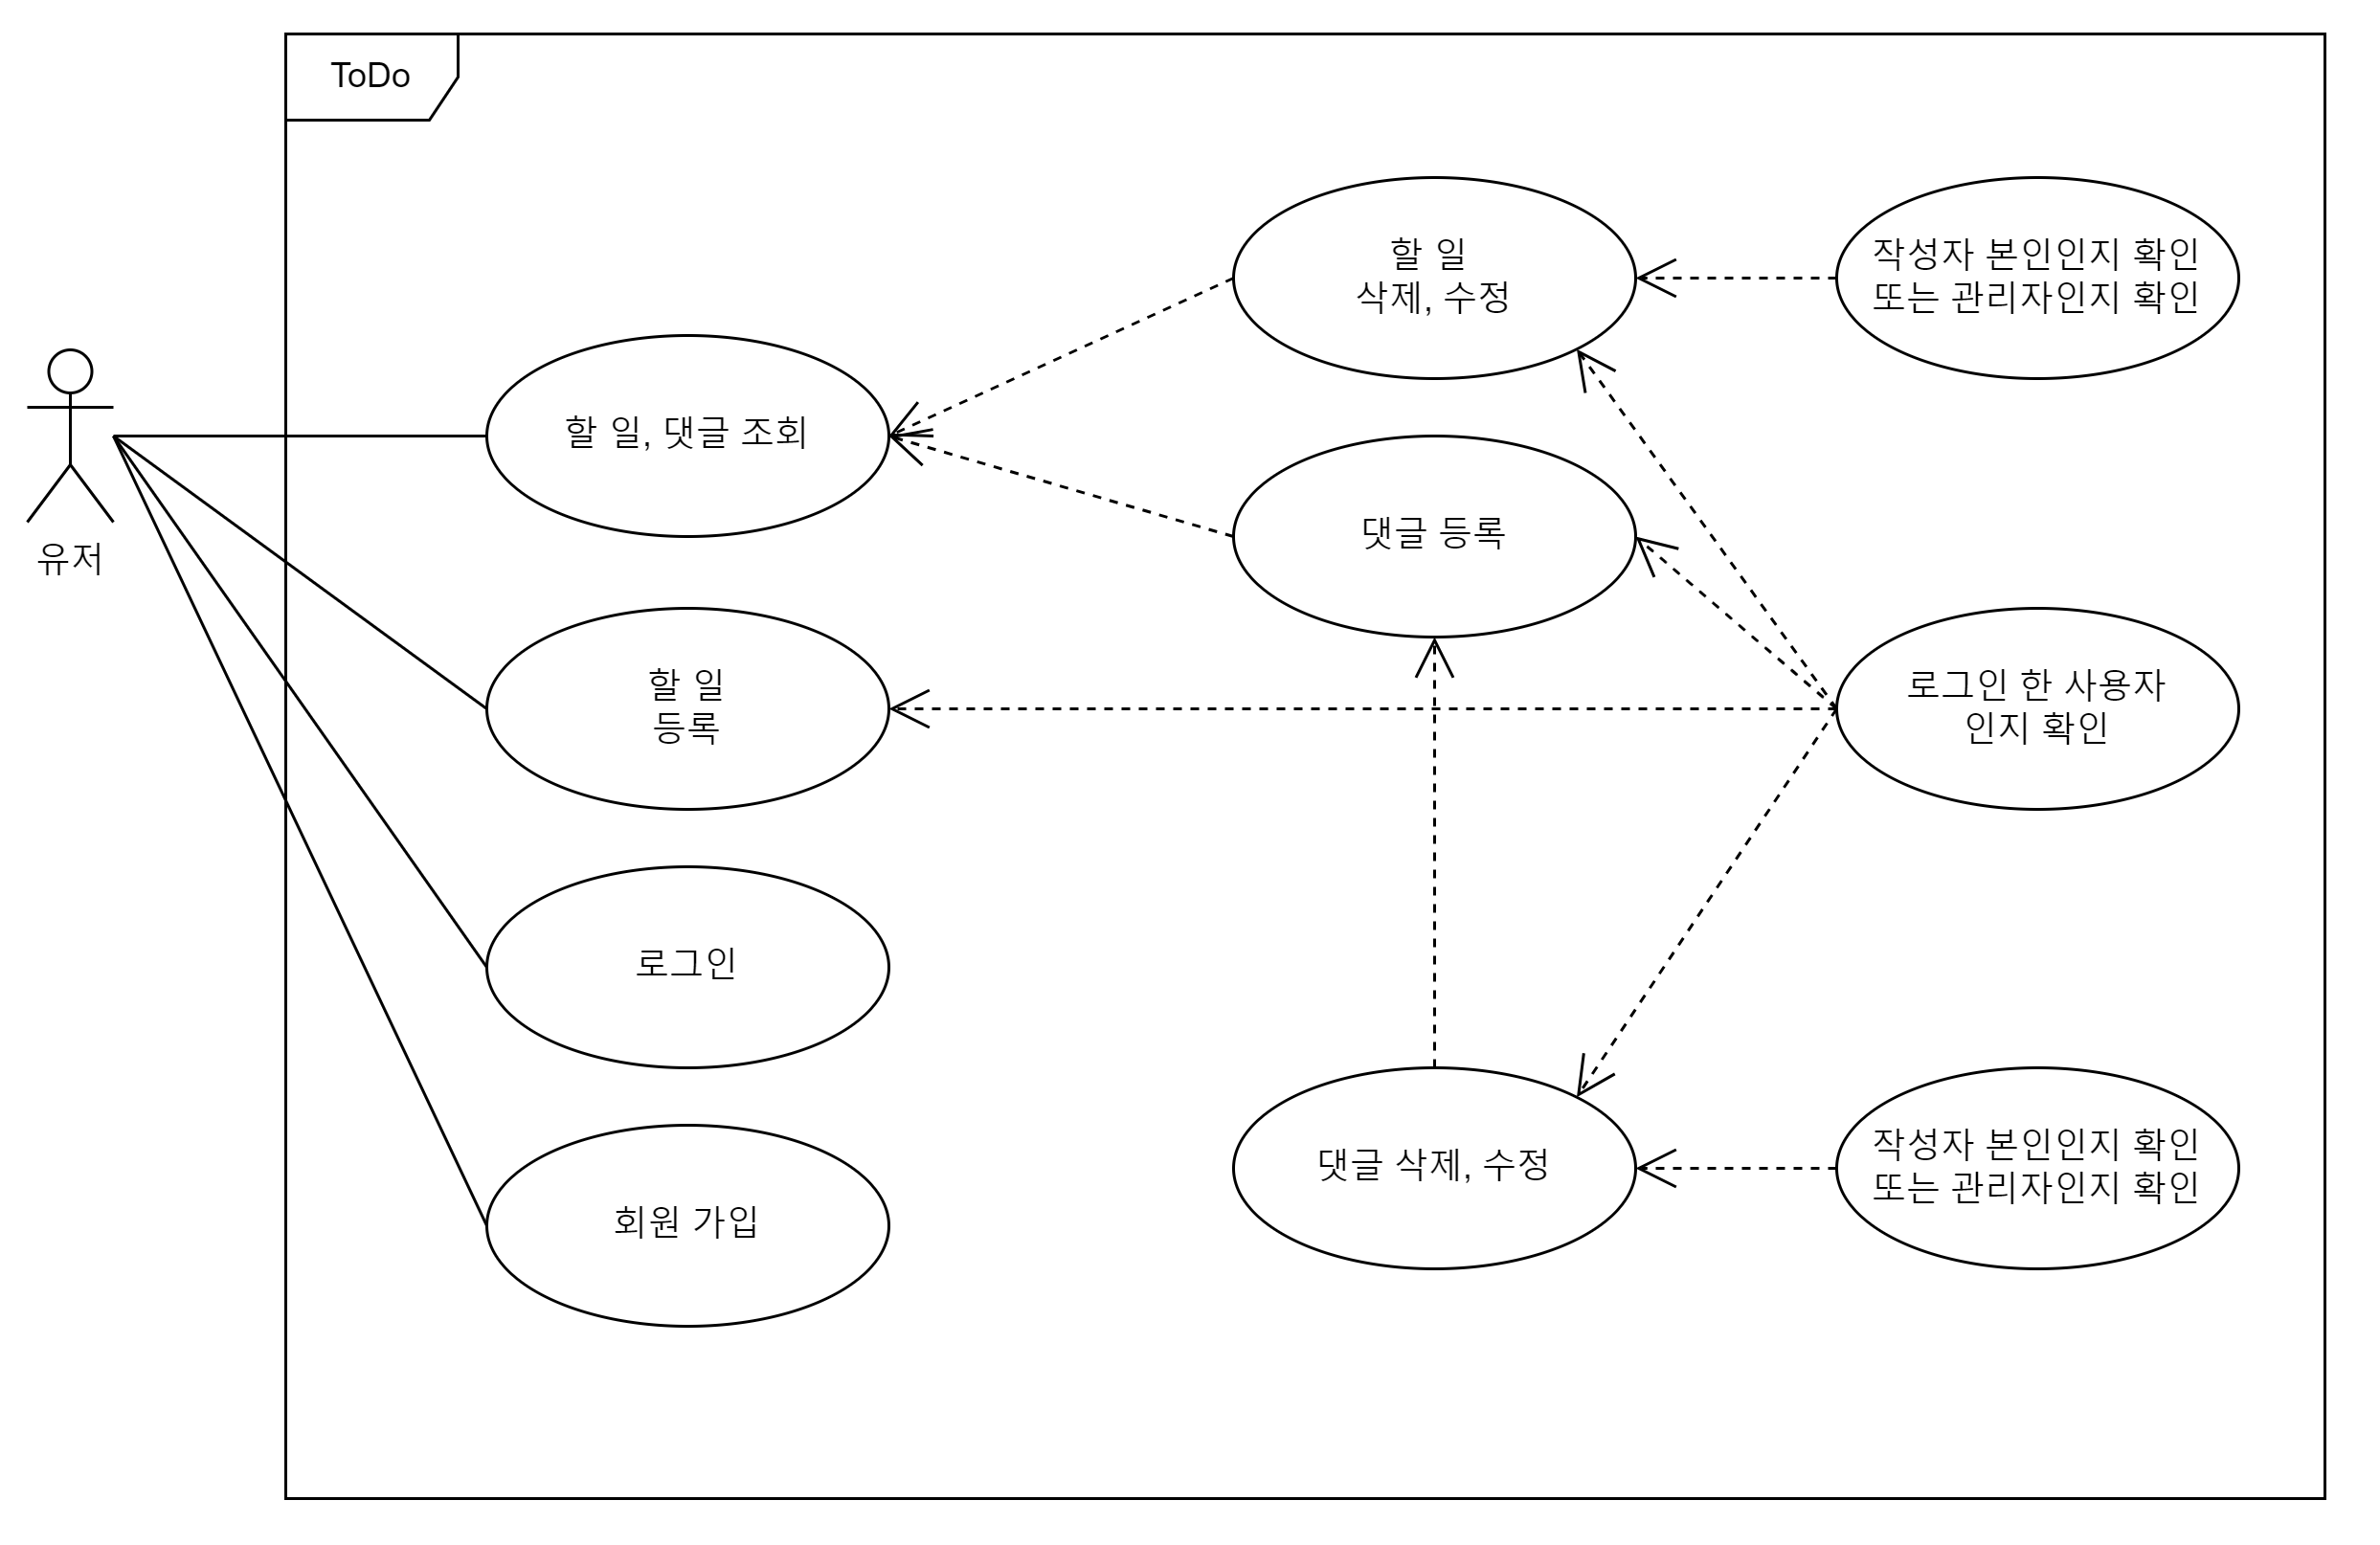 ToDo
할 일
삭제, 수정
작성자 본인인지 확인
또는 관리자인지 확인
할 일, 댓글 조회
댓글 등록
유저
할 일
등록
로그인 한 사용자
인지 확인
로그인
댓글 삭제, 수정
작성자 본인인지 확인
또는 관리자인지 확인
회원 가입